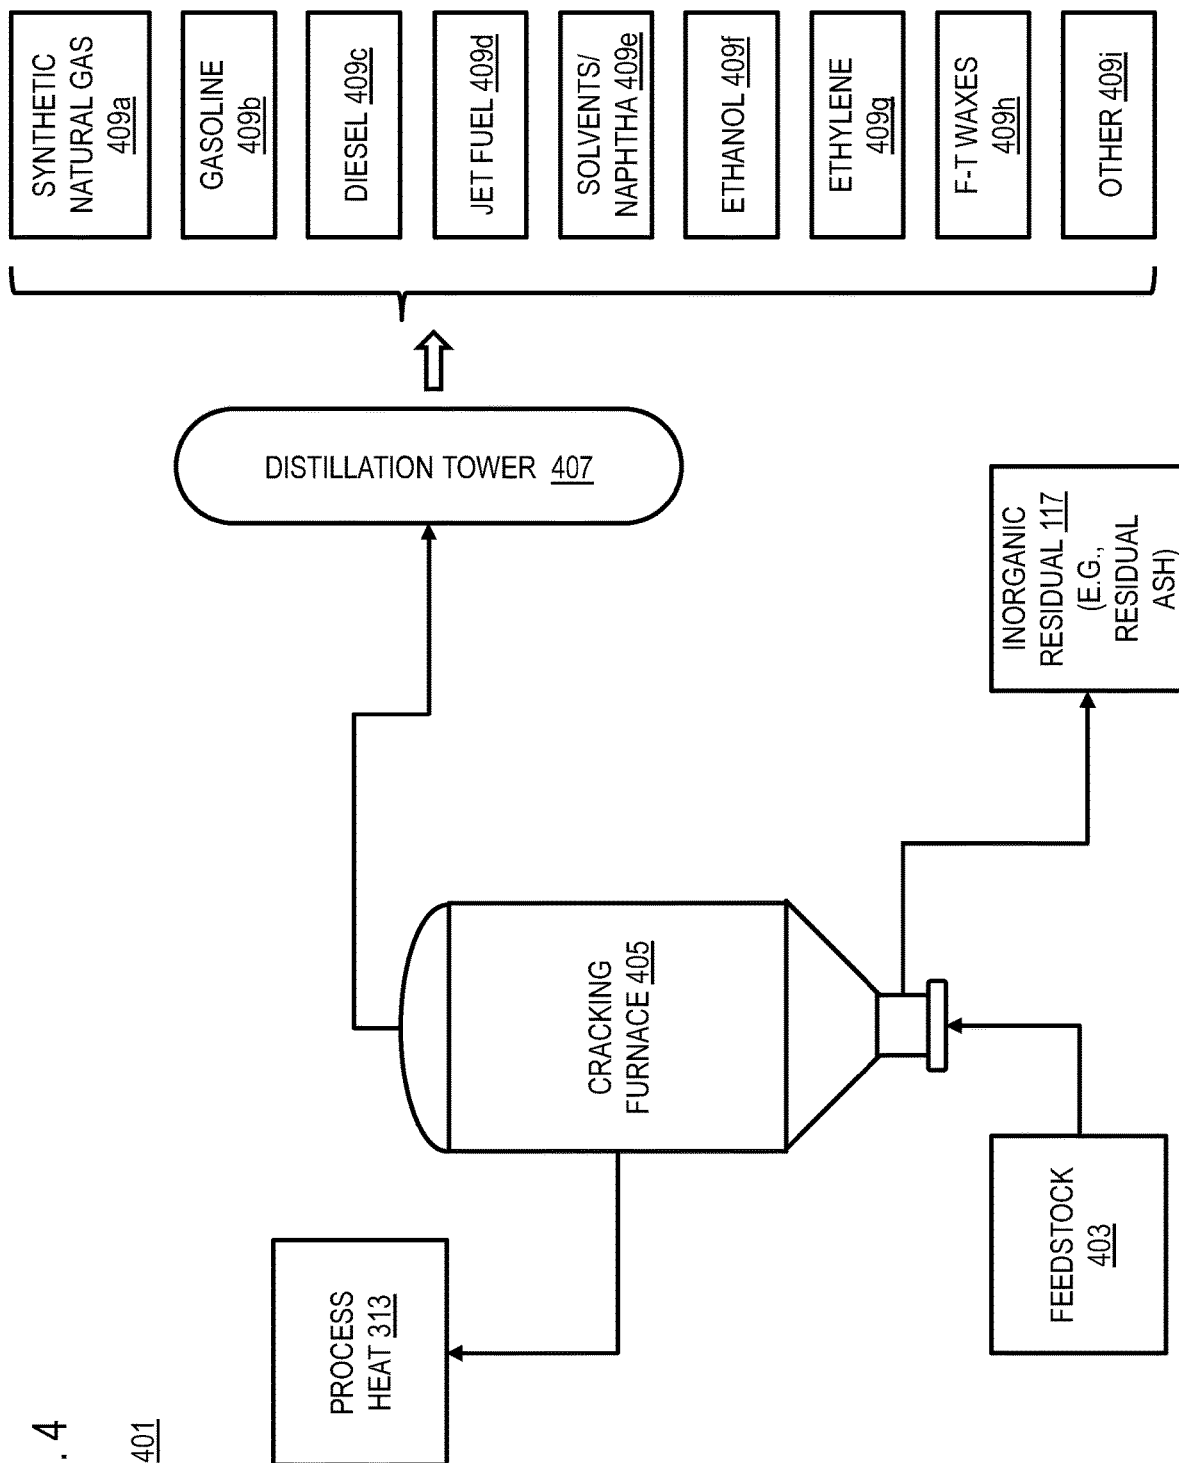 . 4
401
PROCESS
HEAT 313
FEEDSTOCK
403
CRACKING
FURNACE 405
INORGANIC
RESIDUAL 117
(E.G.,
RESIDUAL
ASH)
DISTILLATION TOWER 407
SYNTHETIC
NATURAL GAS
409a
GASOLINE
409b
DIESEL 409c
JET FUEL 409d
SOLVENTS/
NAPHTHA 409e
ETHANOL 409f
ETHYLENE
409g
F-T WAXES
409h
OTHER 409i